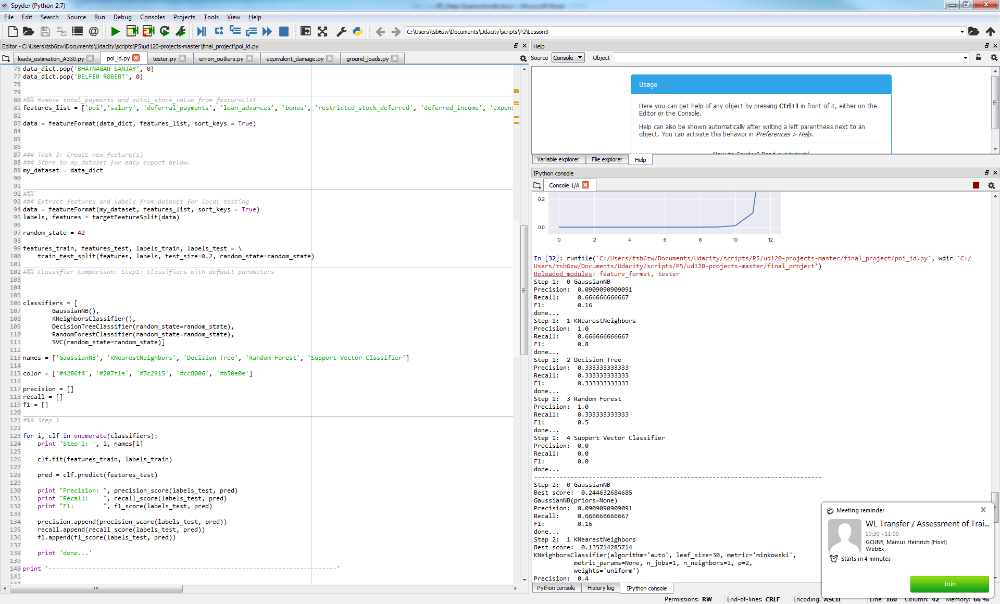 Spyder (Python 2.7)
File Edit Search Source Run Debug Consoles Projects Tools View Help
C:\Users\tsb6zw\Documents\Udacity\scripts\P2\Lesson3
Editor - C:\Users\tsb6zw\Documents\Udacity\scripts\P5\ud120-projects-master\final_project\poi_id.py
loads_estimation_A330.py poi_id.py tester.py enron_outliers.py equivalent_damage.py ground_loads.py
76 data_dict.pop('BHATNAGAR SANJAY', 0)
77 data_dict.pop('BELFER ROBERT', 0)
78
79
80 #%% Remove total_payments and total_stock_value from featureList
81 features_list = ['poi','salary', 'deferral_payments', 'loan_advances', 'bonus', 'restricted_stock_deferred', 'deferred_income', 'expens
82
83 data = featureFormat(data_dict, features_list, sort_keys = True)
84
85
86
87 ### Task 3: Create new feature(s)
88 ### Store to my_dataset for easy export below.
89 my_dataset = data_dict
90
91
92 #%%
93 ### Extract features and labels from dataset for local testing
94 data = featureFormat(my_dataset, features_list, sort_keys = True)
95 labels, features = targetFeatureSplit(data)
96
97 random_state = 42
98
99 features_train, features_test, labels_train, labels_test = \
100 train_test_split(features, labels, test_size=0.2, random_state=random_state)
101
102 #%% Classifier Comparison: Step1: Classifiers with default parameters
103
104
105
106 classifiers = [
107 GaussianNB(),
108 KNeighborsClassifier(),
109 DecisionTreeClassifier(random_state=random_state),
110 RandomForestClassifier(random_state=random_state),
111 SVC(random_state=random_state)]
112
113 names = ['GaussianNB', 'KNearestNeighbors', 'Decision Tree', 'Random Forest', 'Support Vector Classifier']
114
115 color = ['#4286f4', '#207f1e', '#7c2915', '#cc8006', '#b50e0e']
116
117 precision = []
118 recall = []
119 f1 = []
120
121 #%% Step 1
122
123 for i, clf in enumerate(classifiers):
124 print 'Step 1: ', i, names[i]
125
126 clf.fit(features_train, labels_train)
127
128 pred = clf.predict(features_test)
129
130 print "Precision: ", precision_score(labels_test, pred)
131 print "Recall:    ", recall_score(labels_test, pred)
132 print "F1:        ", f1_score(labels_test, pred)
133
134 precision.append(precision_score(labels_test, pred))
135 recall.append(recall_score(labels_test, pred))
136 f1.append(f1_score(labels_test, pred))
137
138 print 'done...'
139
140 print '-------------------------------------------------------------------------------'
141
Help
Source Console Object
Usage
Here you can get help of any object by pressing Ctrl+I in front of it, either on the
Editor or the Console.
Help can also be shown automatically after writing a left parenthesis next to an
object. You can activate this behavior in Preferences > Help.
New to Spyder? Read our tutorial
Variable explorer File explorer Help
IPython console
Console 1/A
0.2
0.0
0 2 4 6 8 10 12
In [32]: runfile('C:/Users/tsb6zw/Documents/Udacity/scripts/P5/ud120-projects-master/final_project/poi_id.py', wdir='C:/
Users/tsb6zw/Documents/Udacity/scripts/P5/ud120-projects-master/final_project')
Reloaded modules: feature_format, tester
Step 1:  0 GaussianNB
Precision:  0.0909090909091
Recall:     0.666666666667
F1:         0.16
done...
Step 1:  1 KNearestNeighbors
Precision:  1.0
Recall:     0.666666666667
F1:         0.8
done...
Step 1:  2 Decision Tree
Precision:  0.333333333333
Recall:     0.333333333333
F1:         0.333333333333
done...
Step 1:  3 Random Forest
Precision:  1.0
Recall:     0.333333333333
F1:         0.5
done...
Step 1:  4 Support Vector Classifier
Precision:  0.0
Recall:     0.0
F1:         0.0
done...
-------------------------------------------------------------------------------
Step 2:  0 GaussianNB
Best score:  0.244632684685
GaussianNB(priors=None)
Precision:  0.0909090909091
Recall:     0.666666666667
F1:         0.16
done...
Step 2:  1 KNearestNeighbors
Best score:  0.135714285714
KNeighborsClassifier(algorithm='auto', leaf_size=30, metric='minkowski',
metric_params=None, n_jobs=1, n_neighbors=1, p=2,
weights='uniform')
Precision:  0.4
Python console History log IPython console
Meeting reminder
WL Transfer / Assessment of Trai...
10:30 - 11:00
GOJNY, Marcus Heinrich (Host)
WebEx
Starts in 4 minutes
Join
Permissions: RW End-of-lines: CRLF Encoding: ASCII Line: 160 Column: 42 Memory: 66 %